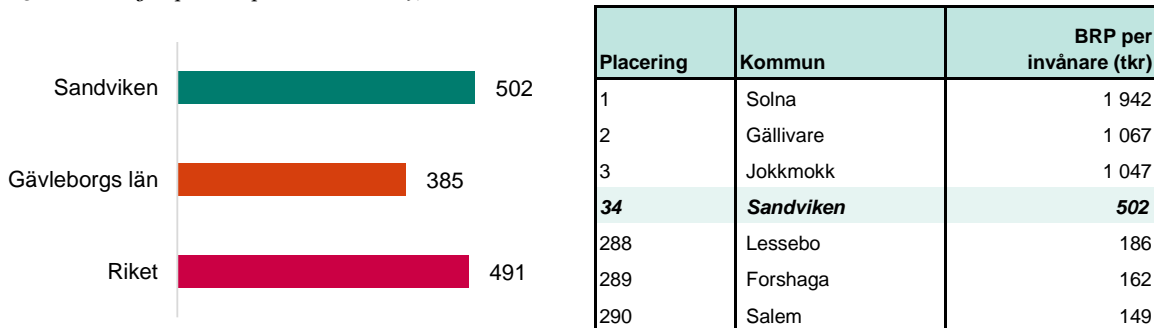 Sandviken 502
Gävleborgs län 385
Riket 491
Placering Kommun BRP per invånare (tkr)
1 Solna 1 942
2 Gällivare 1 067
3 Jokkmokk 1 047
34 Sandviken 502
288 Lessebo 186
289 Forshaga 162
290 Salem 149